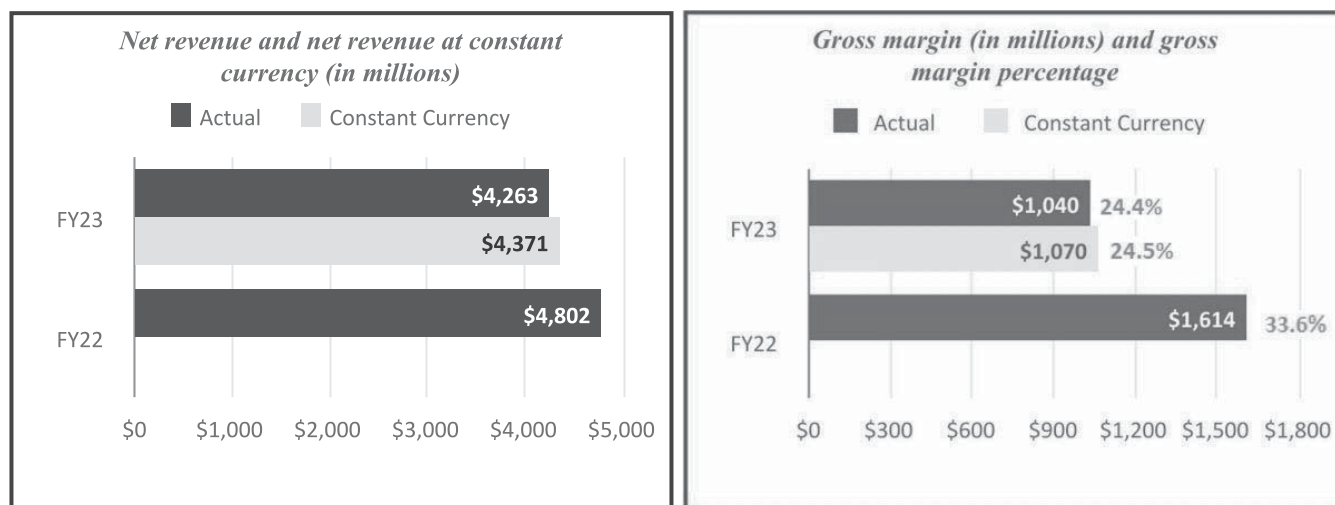 Net revenue and net revenue at constant
currency (in millions)
Actual
Constant Currency
FY23
$4,263
$4,371
FY22
$4,802
$0
$1,000
$2,000
$3,000
$4,000
$5,000
Gross margin (in millions) and gross
margin percentage
Actual
Constant Currency
FY23
$1,040
24.4%
$1,070
24.5%
FY22
$1,614
33.6%
$0
$300
$600
$900
$1,200
$1,500
$1,800